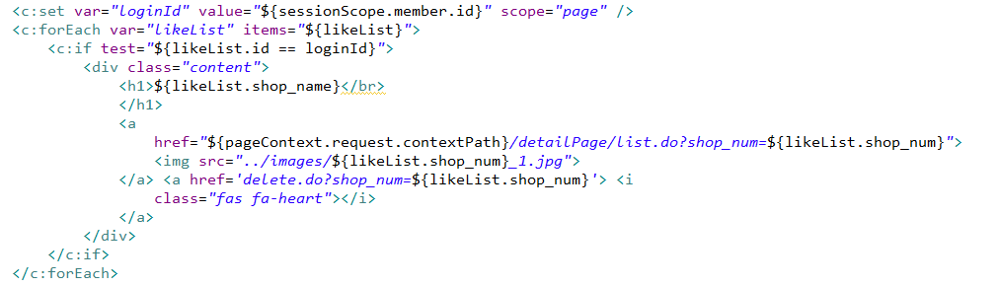 <c:set var="loginId" value="${sessionScope.member.id}" scope="page" />
<c:forEach var="likeList" items="${likeList}">
<c:if test="${likeList.id == loginId}">
<div class="content">
<h1>${likeList.shop_name}</br>
</h1>
<a
href="${pageContext.request.contextPath}/detailPage/list.do?shop_num=${likeList.shop_num}">
<img src="../images/${likeList.shop_num}_1.jpg">
</a> <a href='delete.do?shop_num=${likeList.shop_num}'> <i
class="fas fa-heart"></i>
</a>
</div>
</c:if>
</c:forEach>